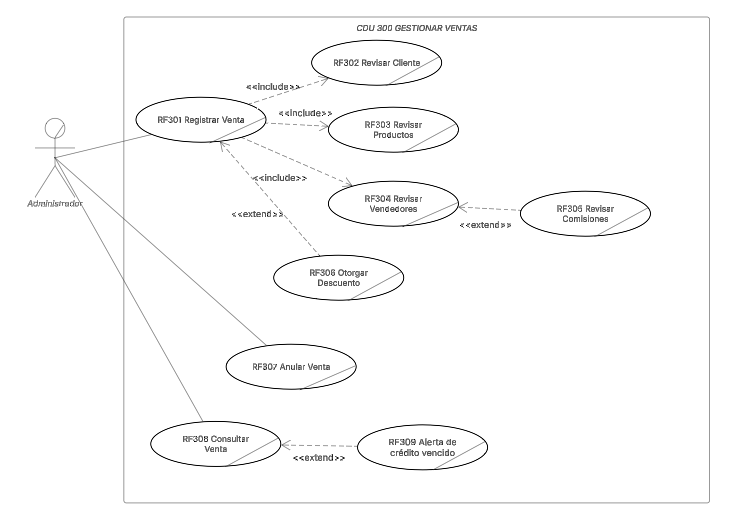 CDU 300 GESTIONAR VENTAS
RF302 Revisar Cliente
<<include>>
RF301 Registrar Venta
<<include>>
RF303 Revisar
Productos
<<include>>
RF304 Revisar
Vendedores
Administrador
<<extend>>
RF305 Revisar
Comisiones
<<extend>>
RF306 Otorgar
Descuento
RF307 Anular Venta
RF308 Consultar
Venta
RF309 Alerta de
crédito vencido
<<extend>>